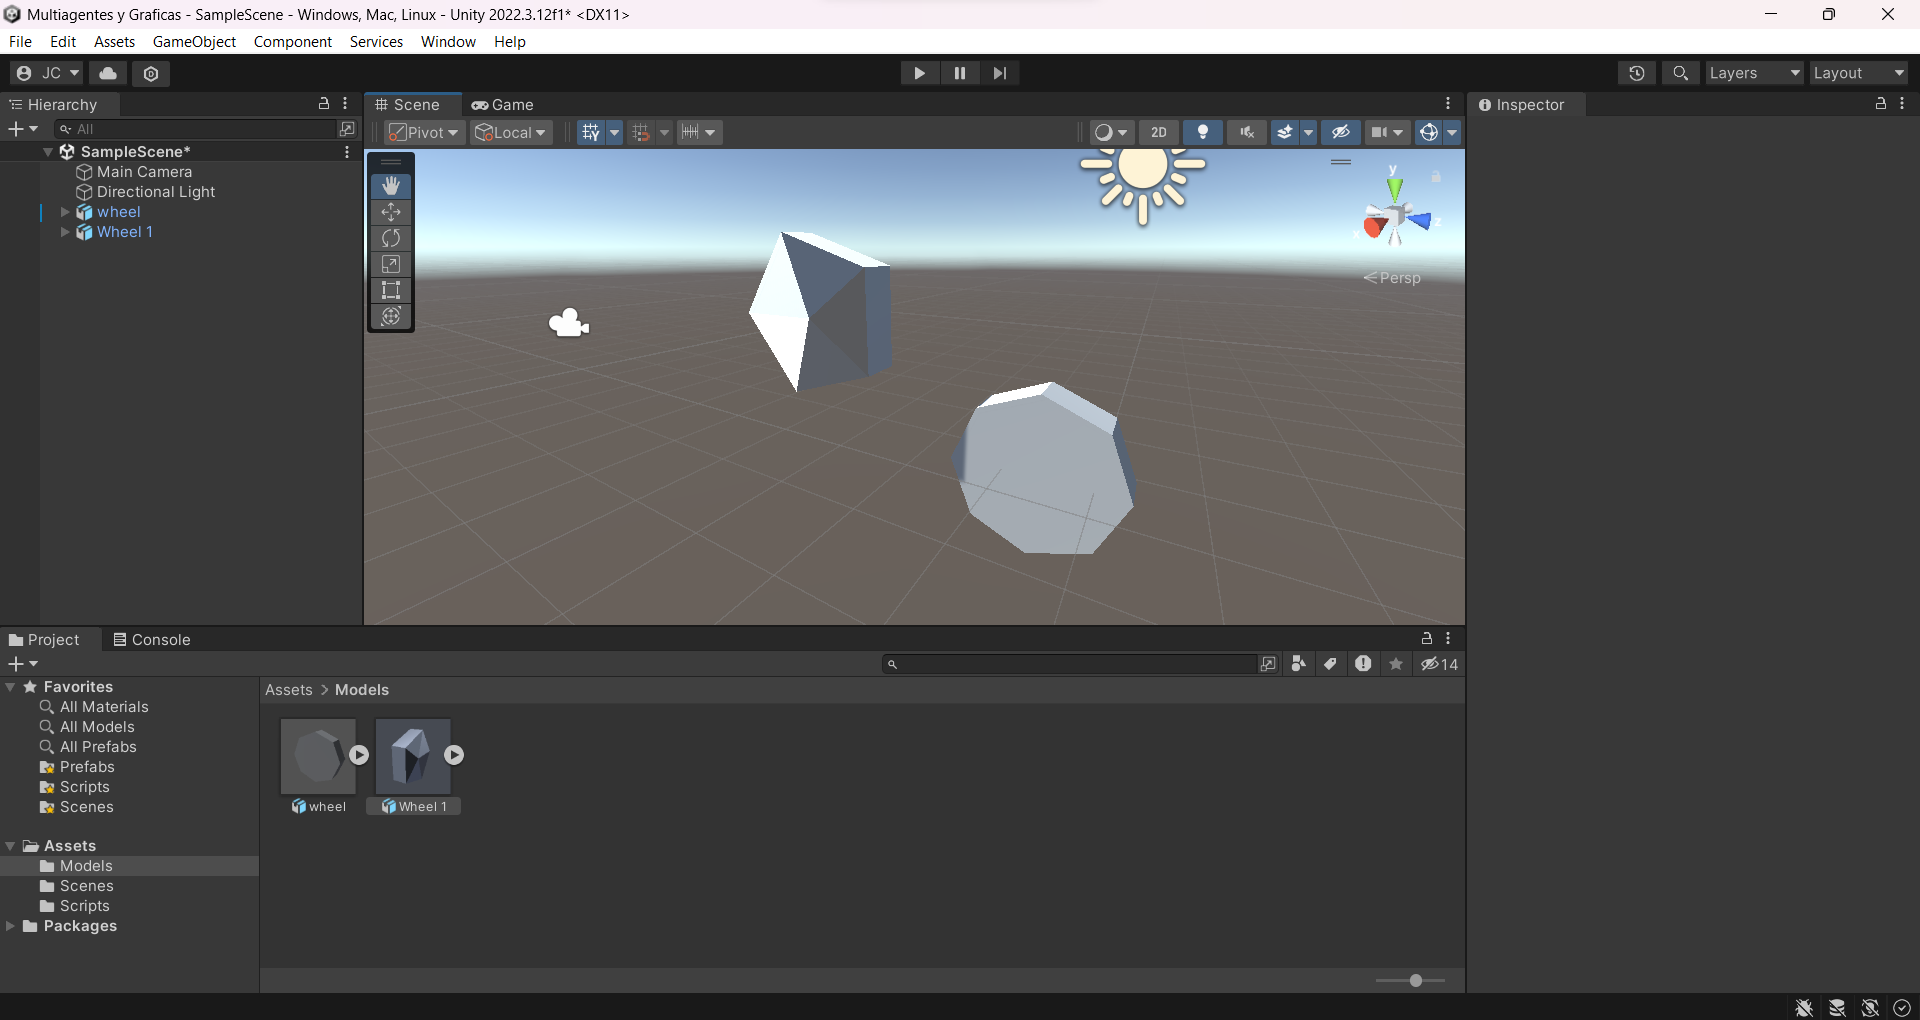 Multiagentes y Graficas - SampleScene - Windows, Mac, Linux - Unity 2022.3.12f1* <DX11>
File Edit Assets GameObject Component Services Window Help
JC Layers Layout
Hierarchy Scene Game Inspector
All Pivot Local 2D
SampleScene*
Main Camera
Directional Light
wheel
Wheel 1
y
z
x
Persp
Project Console
14
Favorites
All Materials
All Models
All Prefabs
Prefabs
Scripts
Scenes
Assets
Models
Scenes
Scripts
Packages
Assets > Models
wheel Wheel 1